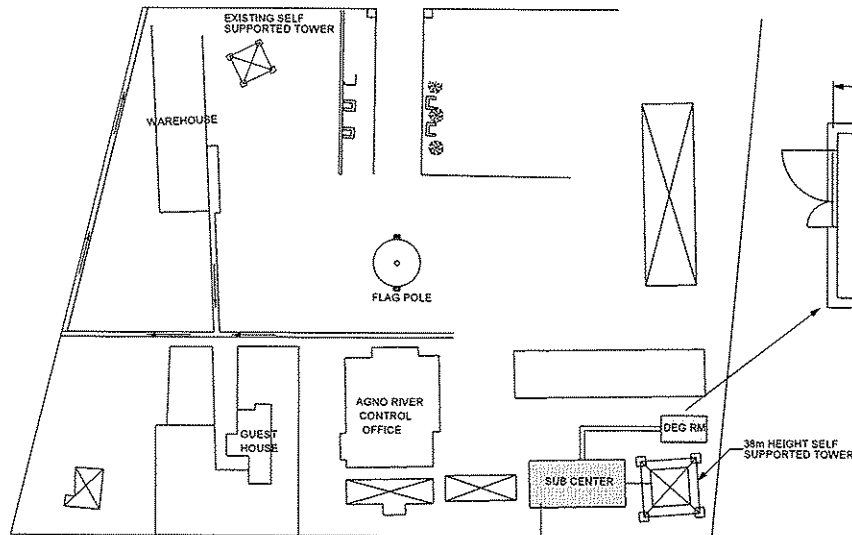 EXISTING SELF
SUPPORTED TOWER
WAREHOUSE
FLAG POLE
AGNO RIVER
CONTROL
OFFICE
GUEST
HOUSE
DEG RM
38m HEIGHT SELF
SUPPORTED TOWER
SUB CENTER